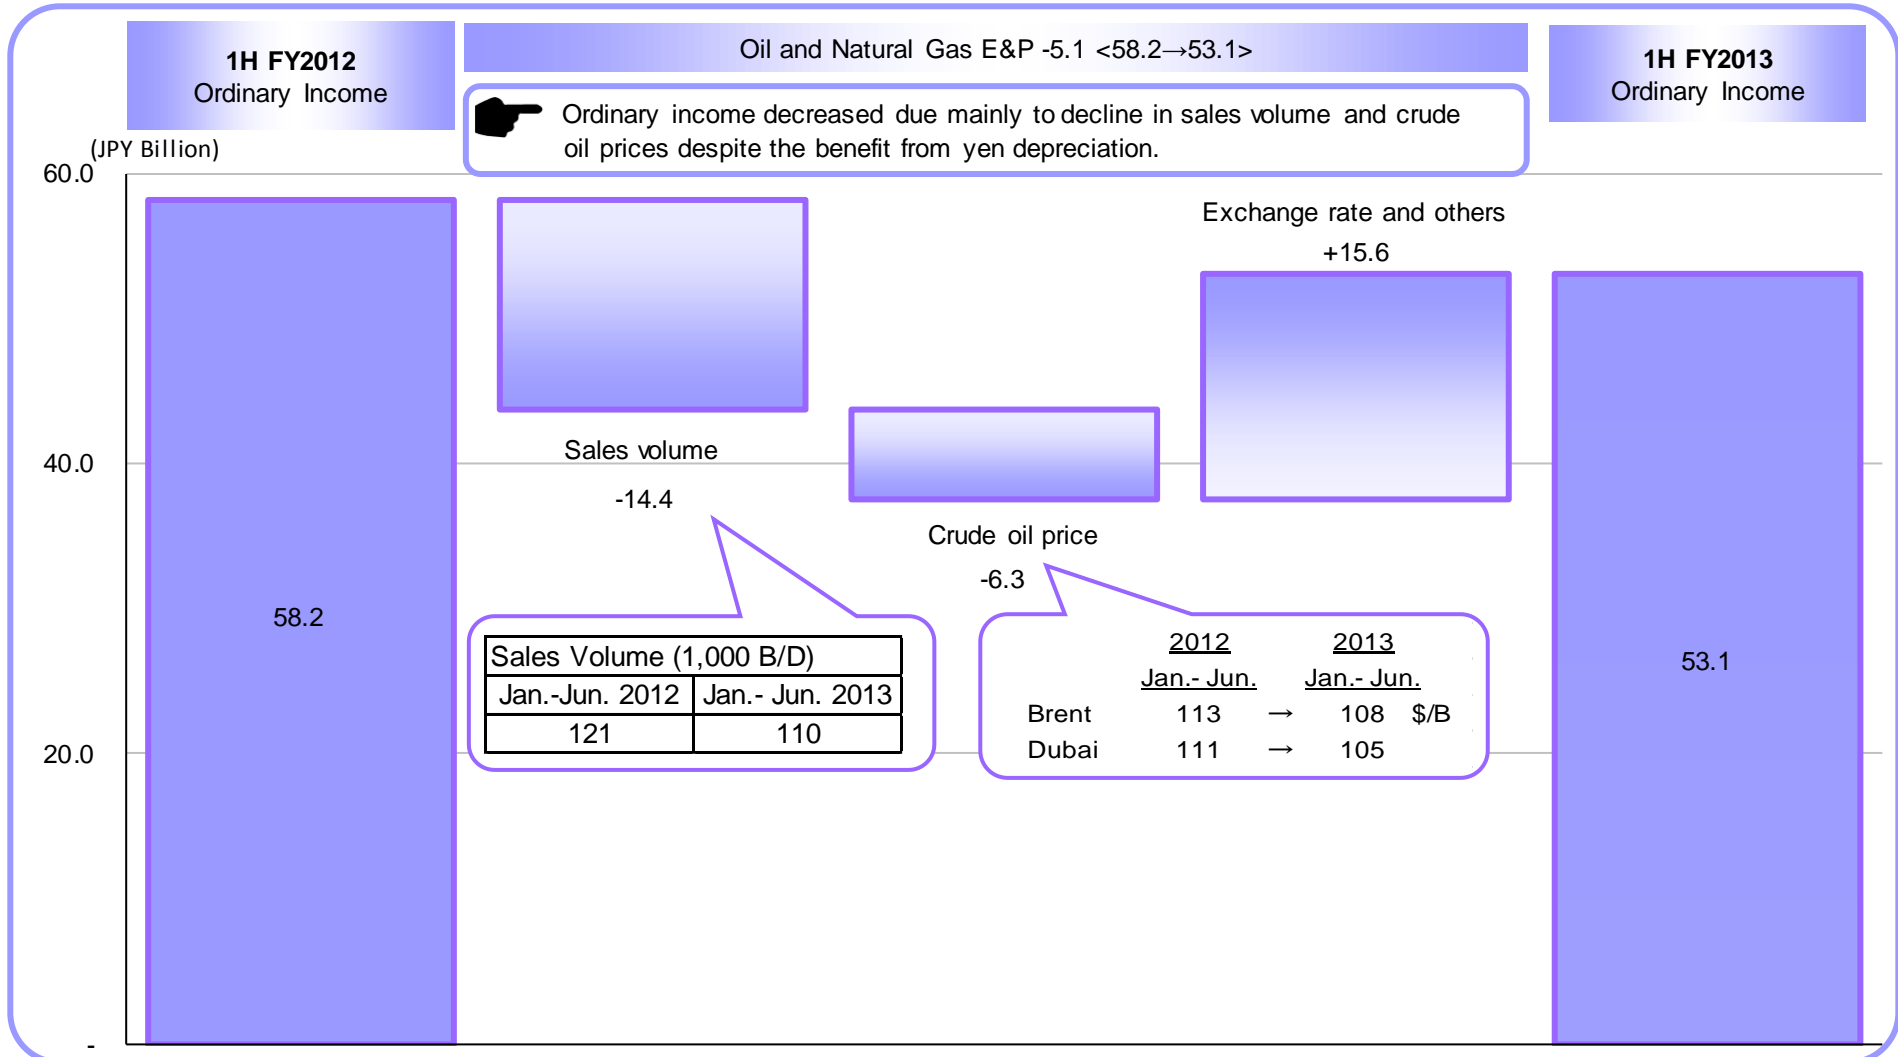 1H FY2012
Ordinary Income
Oil and Natural Gas E&P -5.1 <58.2→53.1>
1H FY2013
Ordinary Income
Ordinary income decreased due mainly to decline in sales volume and crude
oil prices despite the benefit from yen depreciation.
(JPY Billion)
60.0
40.0
20.0
-
58.2
Sales volume
-14.4
Crude oil price
-6.3
Exchange rate and others
+15.6
53.1
Sales Volume (1,000 B/D)
Jan.-Jun. 2012 Jan.- Jun. 2013
121 110
2012 2013
Jan.- Jun. Jan.- Jun.
Brent 113 → 108 $/B
Dubai 111 → 105